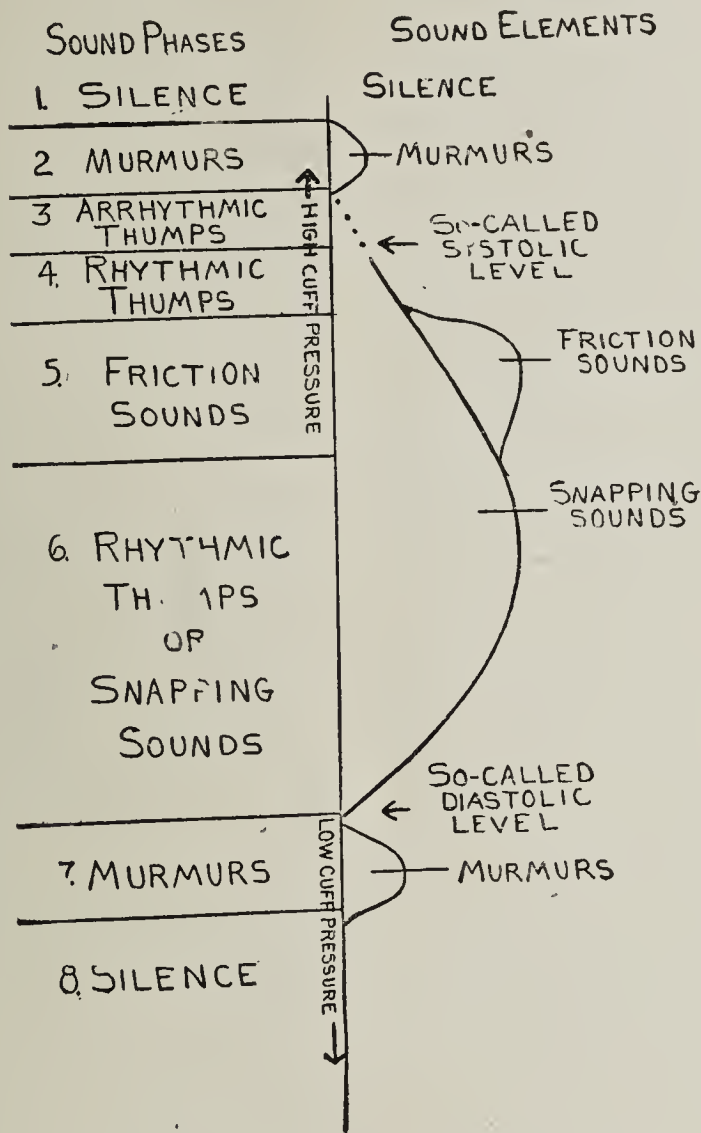 SOUND PHASES
1. SILENCE
2 MURMURS
3 ARRHYTHMIC
THUMPS
4. RHYTHMIC
THUMPS
5. FRICTION
SOUNDS
6. RHYTHMIC
OR
SNAPPING
SOUNDS
7. MURMURS
8. SILENCE
HIGH CUFF PRESSURE
LOW CUFF PRESSURE
SOUND ELEMENTS
SILENCE
MURMURS
SO-CALLED
SYSTOLIC
LEVEL
FRICTION
SOUNDS
SNAPPING
SOUNDS
SO-CALLED
DIASTOLIC
LEVEL
MURMURS